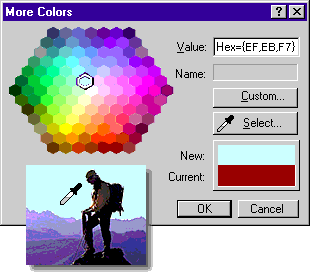 More Colors
Value: Hex={EF,EB,F7}
Name:
Custom...
Select...
New:
Current:
OK Cancel